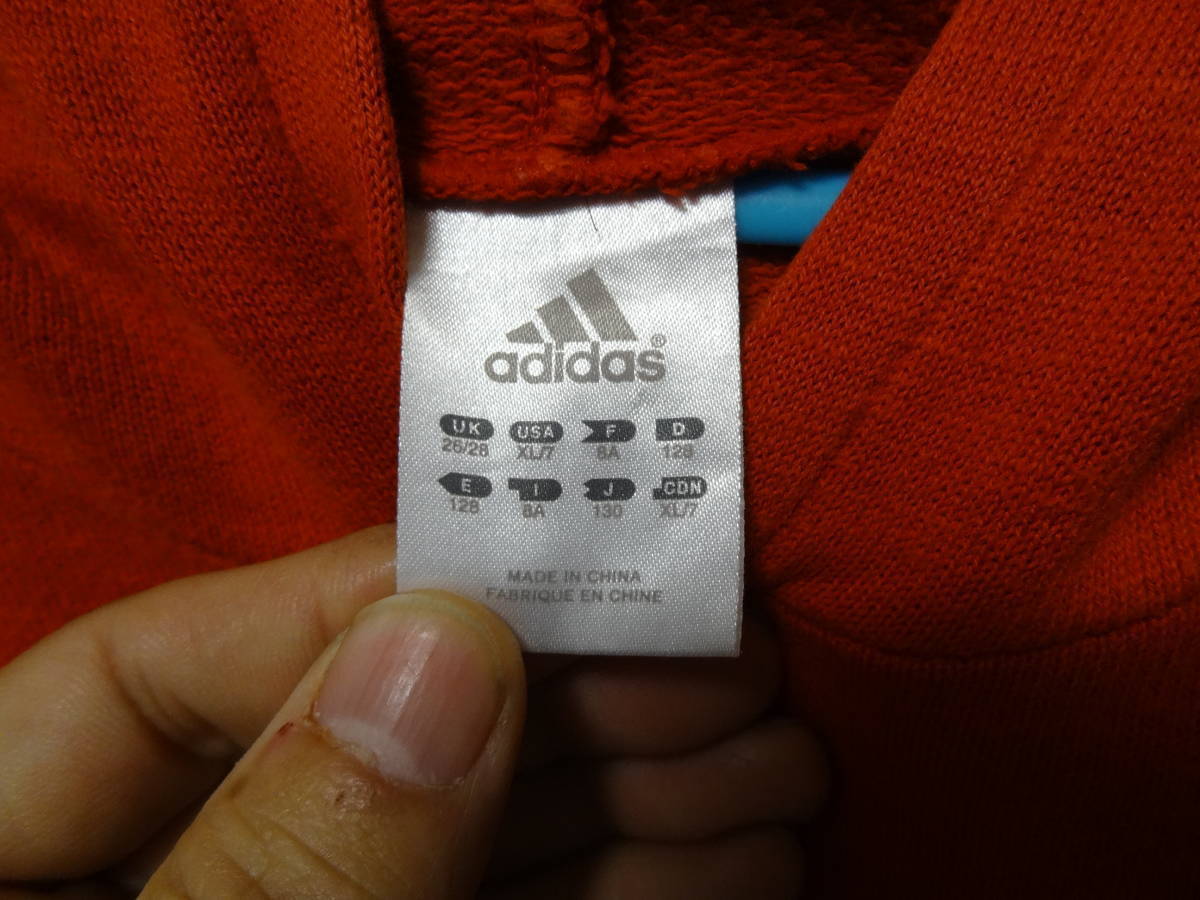 adidas®
UK USA F D
26/28 XL/7 8A 128
E I J CDN
128 8A 130 XL/7
MADE IN CHINA
FABRIQUE EN CHINE